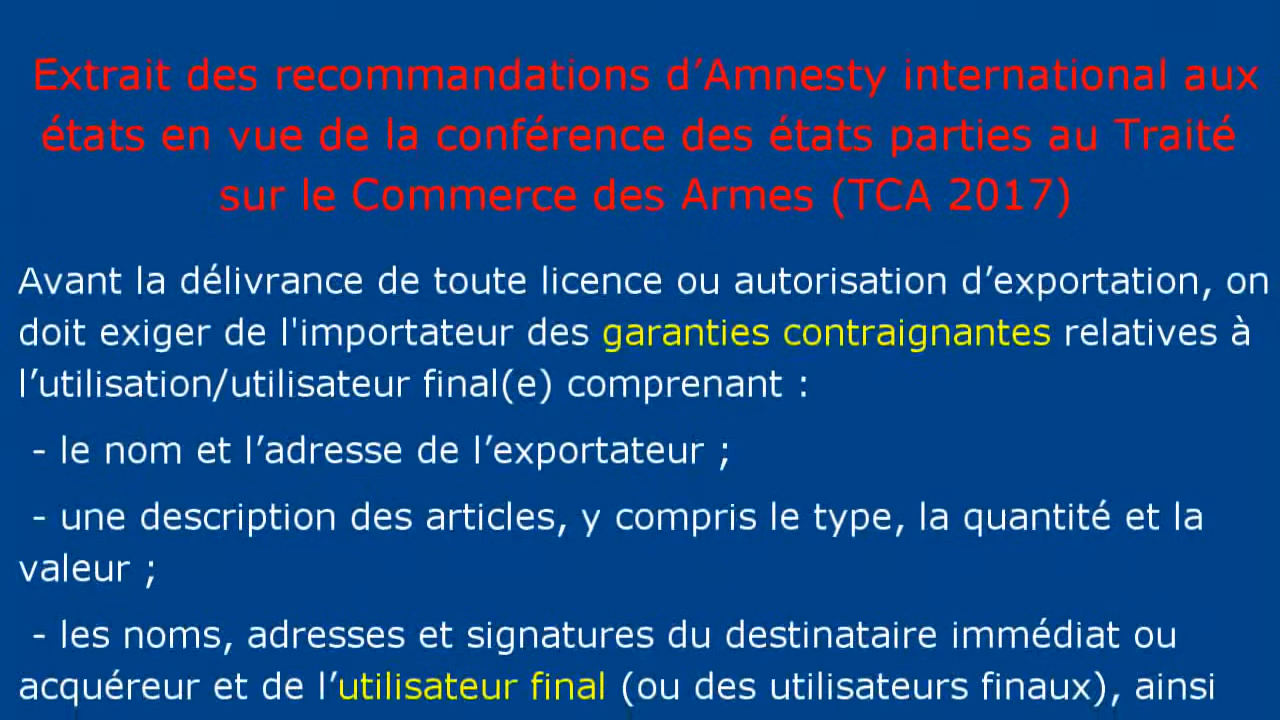 Extrait des recommandations d’Amnesty international aux
états en vue de la conférence des états parties au Traité
sur le Commerce des Armes (TCA 2017)
Avant la délivrance de toute licence ou autorisation d’exportation, on
doit exiger de l'importateur des garanties contraignantes relatives à
l’utilisation/utilisateur final(e) comprenant :
- le nom et l’adresse de l’exportateur ;
- une description des articles, y compris le type, la quantité et la
valeur ;
- les noms, adresses et signatures du destinataire immédiat ou
acquéreur et de l’utilisateur final (ou des utilisateurs finaux), ainsi